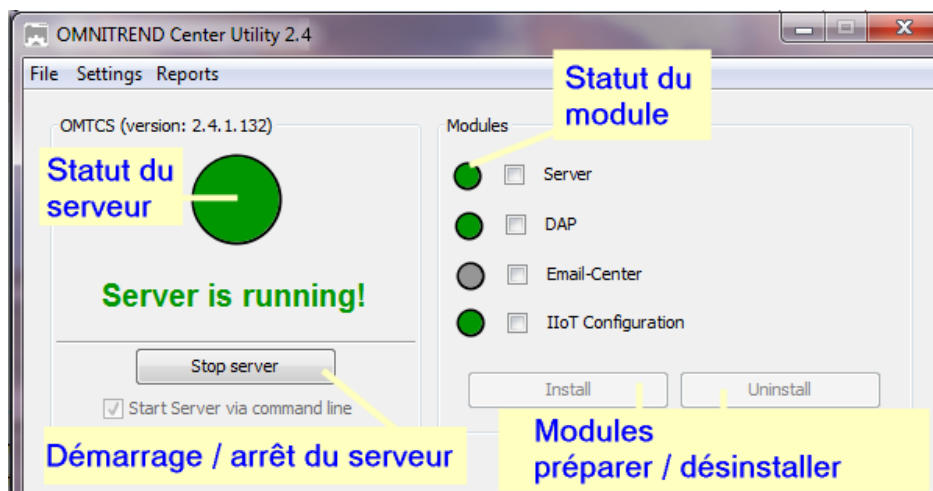 OMNITREND Center Utility 2.4
File Settings Reports
Statut du
module
OMTCS (version: 2.4.1.132)
Modules
Statut du
serveur
Server
DAP
Email-Center
Server is running!
IIoT Configuration
Stop server
Install
Uninstall
Start Server via command line
Démarrage / arrêt du serveur
Modules
préparer / désinstaller